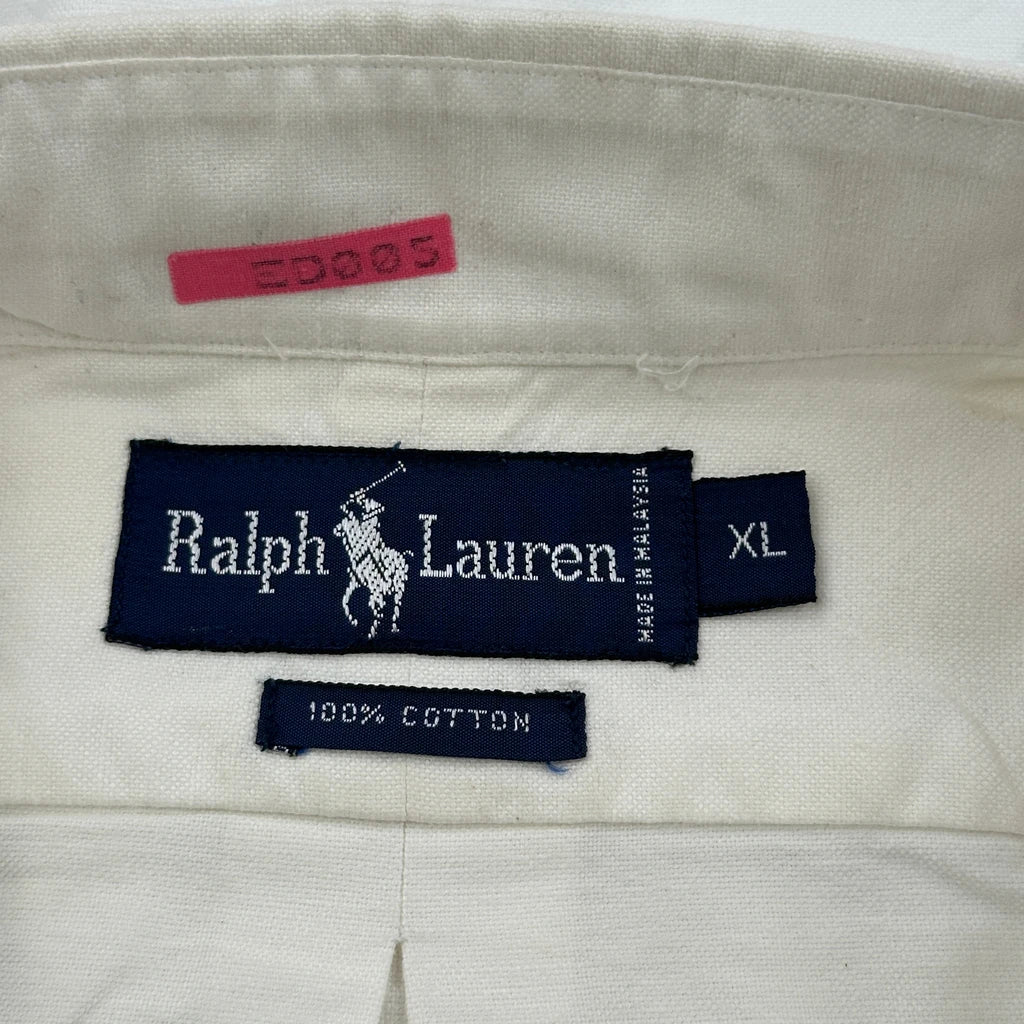 ED005
Ralph Lauren
MADE IN MALAYSIA
XL
100% COTTON